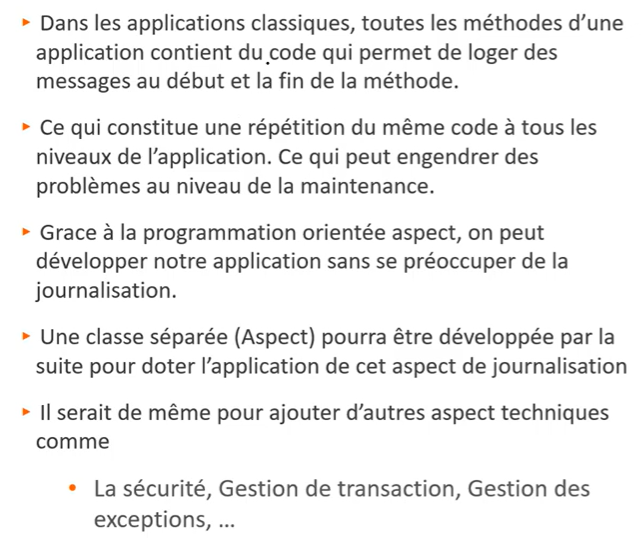 ▸ Dans les applications classiques, toutes les méthodes d'une
application contient du code qui permet de loger des
messages au début et la fin de la méthode.
▸ Ce qui constitue une répétition du même code à tous les
niveaux de l'application. Ce qui peut engendrer des
problèmes au niveau de la maintenance.
▸ Grace à la programmation orientée aspect, on peut
développer notre application sans se préoccuper de la
journalisation.
▸ Une classe séparée (Aspect) pourra être développée par la
suite pour doter l'application de cet aspect de journalisation
▸ Il serait de même pour ajouter d'autres aspect techniques
comme
• La sécurité, Gestion de transaction, Gestion des
exceptions, ...